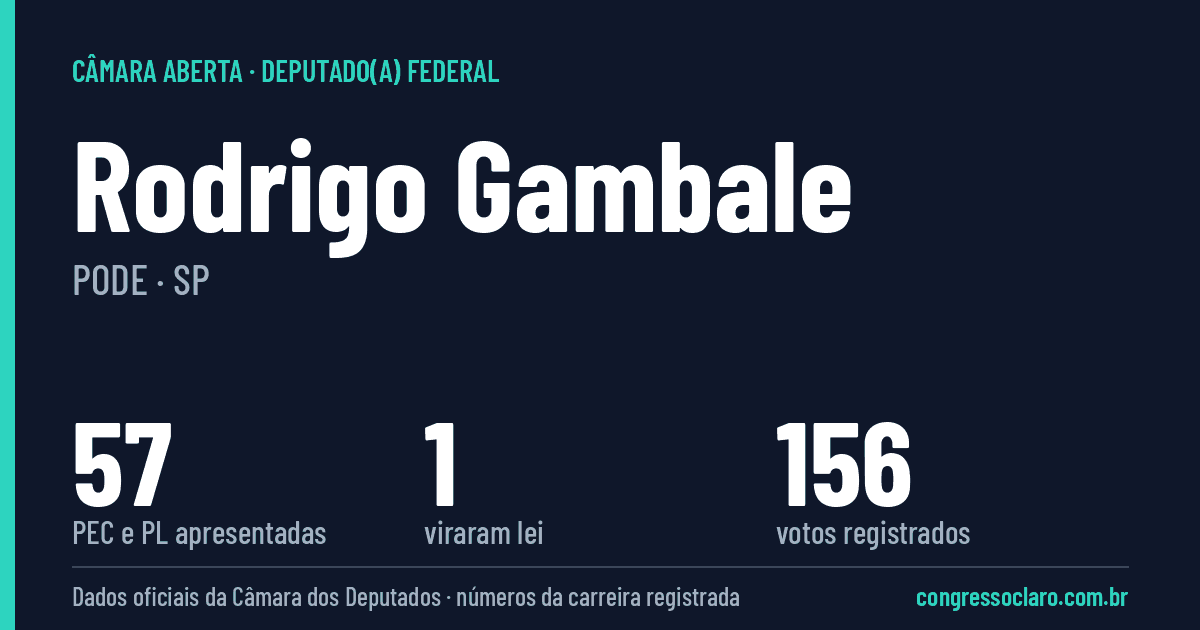 CÂMARA ABERTA · DEPUTADO(A) FEDERAL
Rodrigo Gambale
PODE · SP
57 1 156
PEC e PL apresentadas viraram lei votos registrados
Dados oficiais da Câmara dos Deputados · números da carreira registrada congressoclaro.com.br